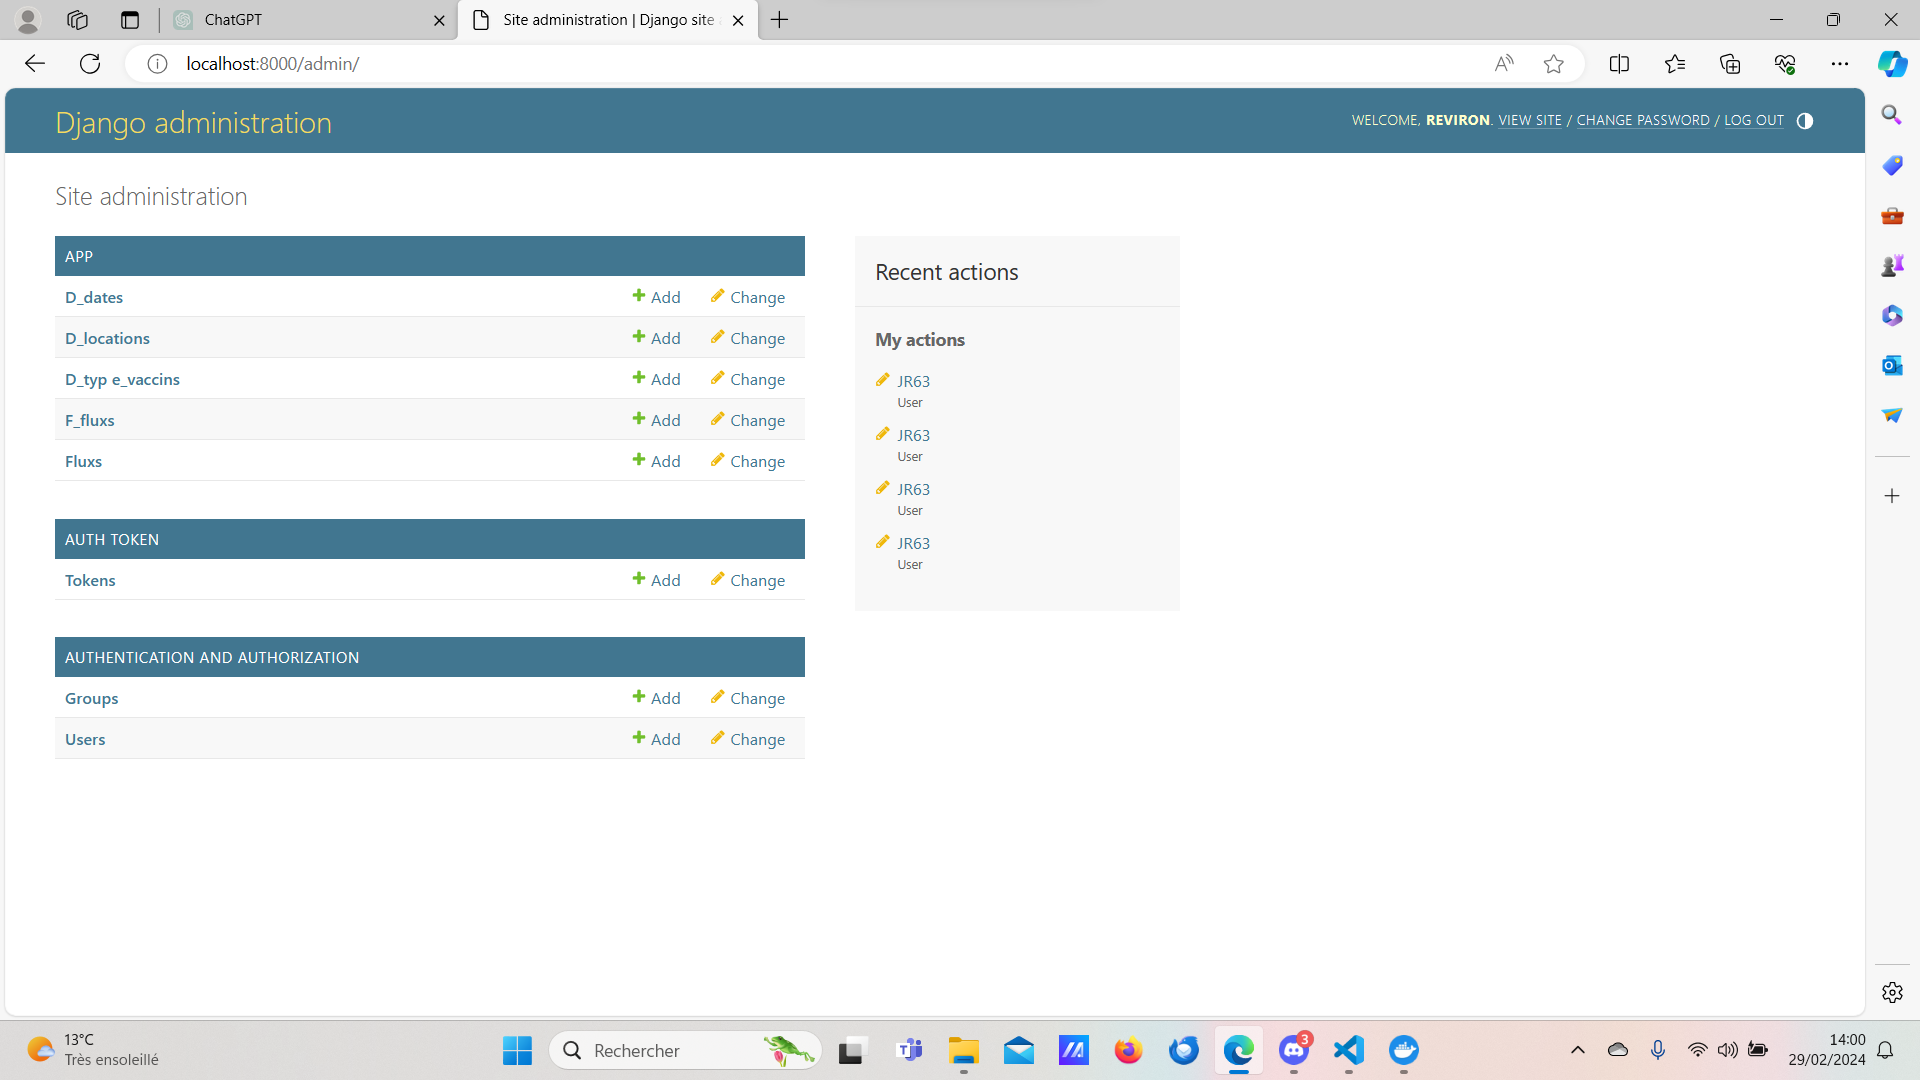 ChatGPT
Site administration | Django site
localhost:8000/admin/
Django administration
WELCOME, REVIRON. VIEW SITE / CHANGE PASSWORD / LOG OUT
Site administration
APP
D_dates Add Change
D_locations Add Change
D_typ e_vaccins Add Change
F_fluxs Add Change
Fluxs Add Change
AUTH TOKEN
Tokens Add Change
AUTHENTICATION AND AUTHORIZATION
Groups Add Change
Users Add Change
Recent actions
My actions
JR63
User
JR63
User
JR63
User
JR63
User
13°C
Très ensoleillé
Rechercher
3
14:00
29/02/2024